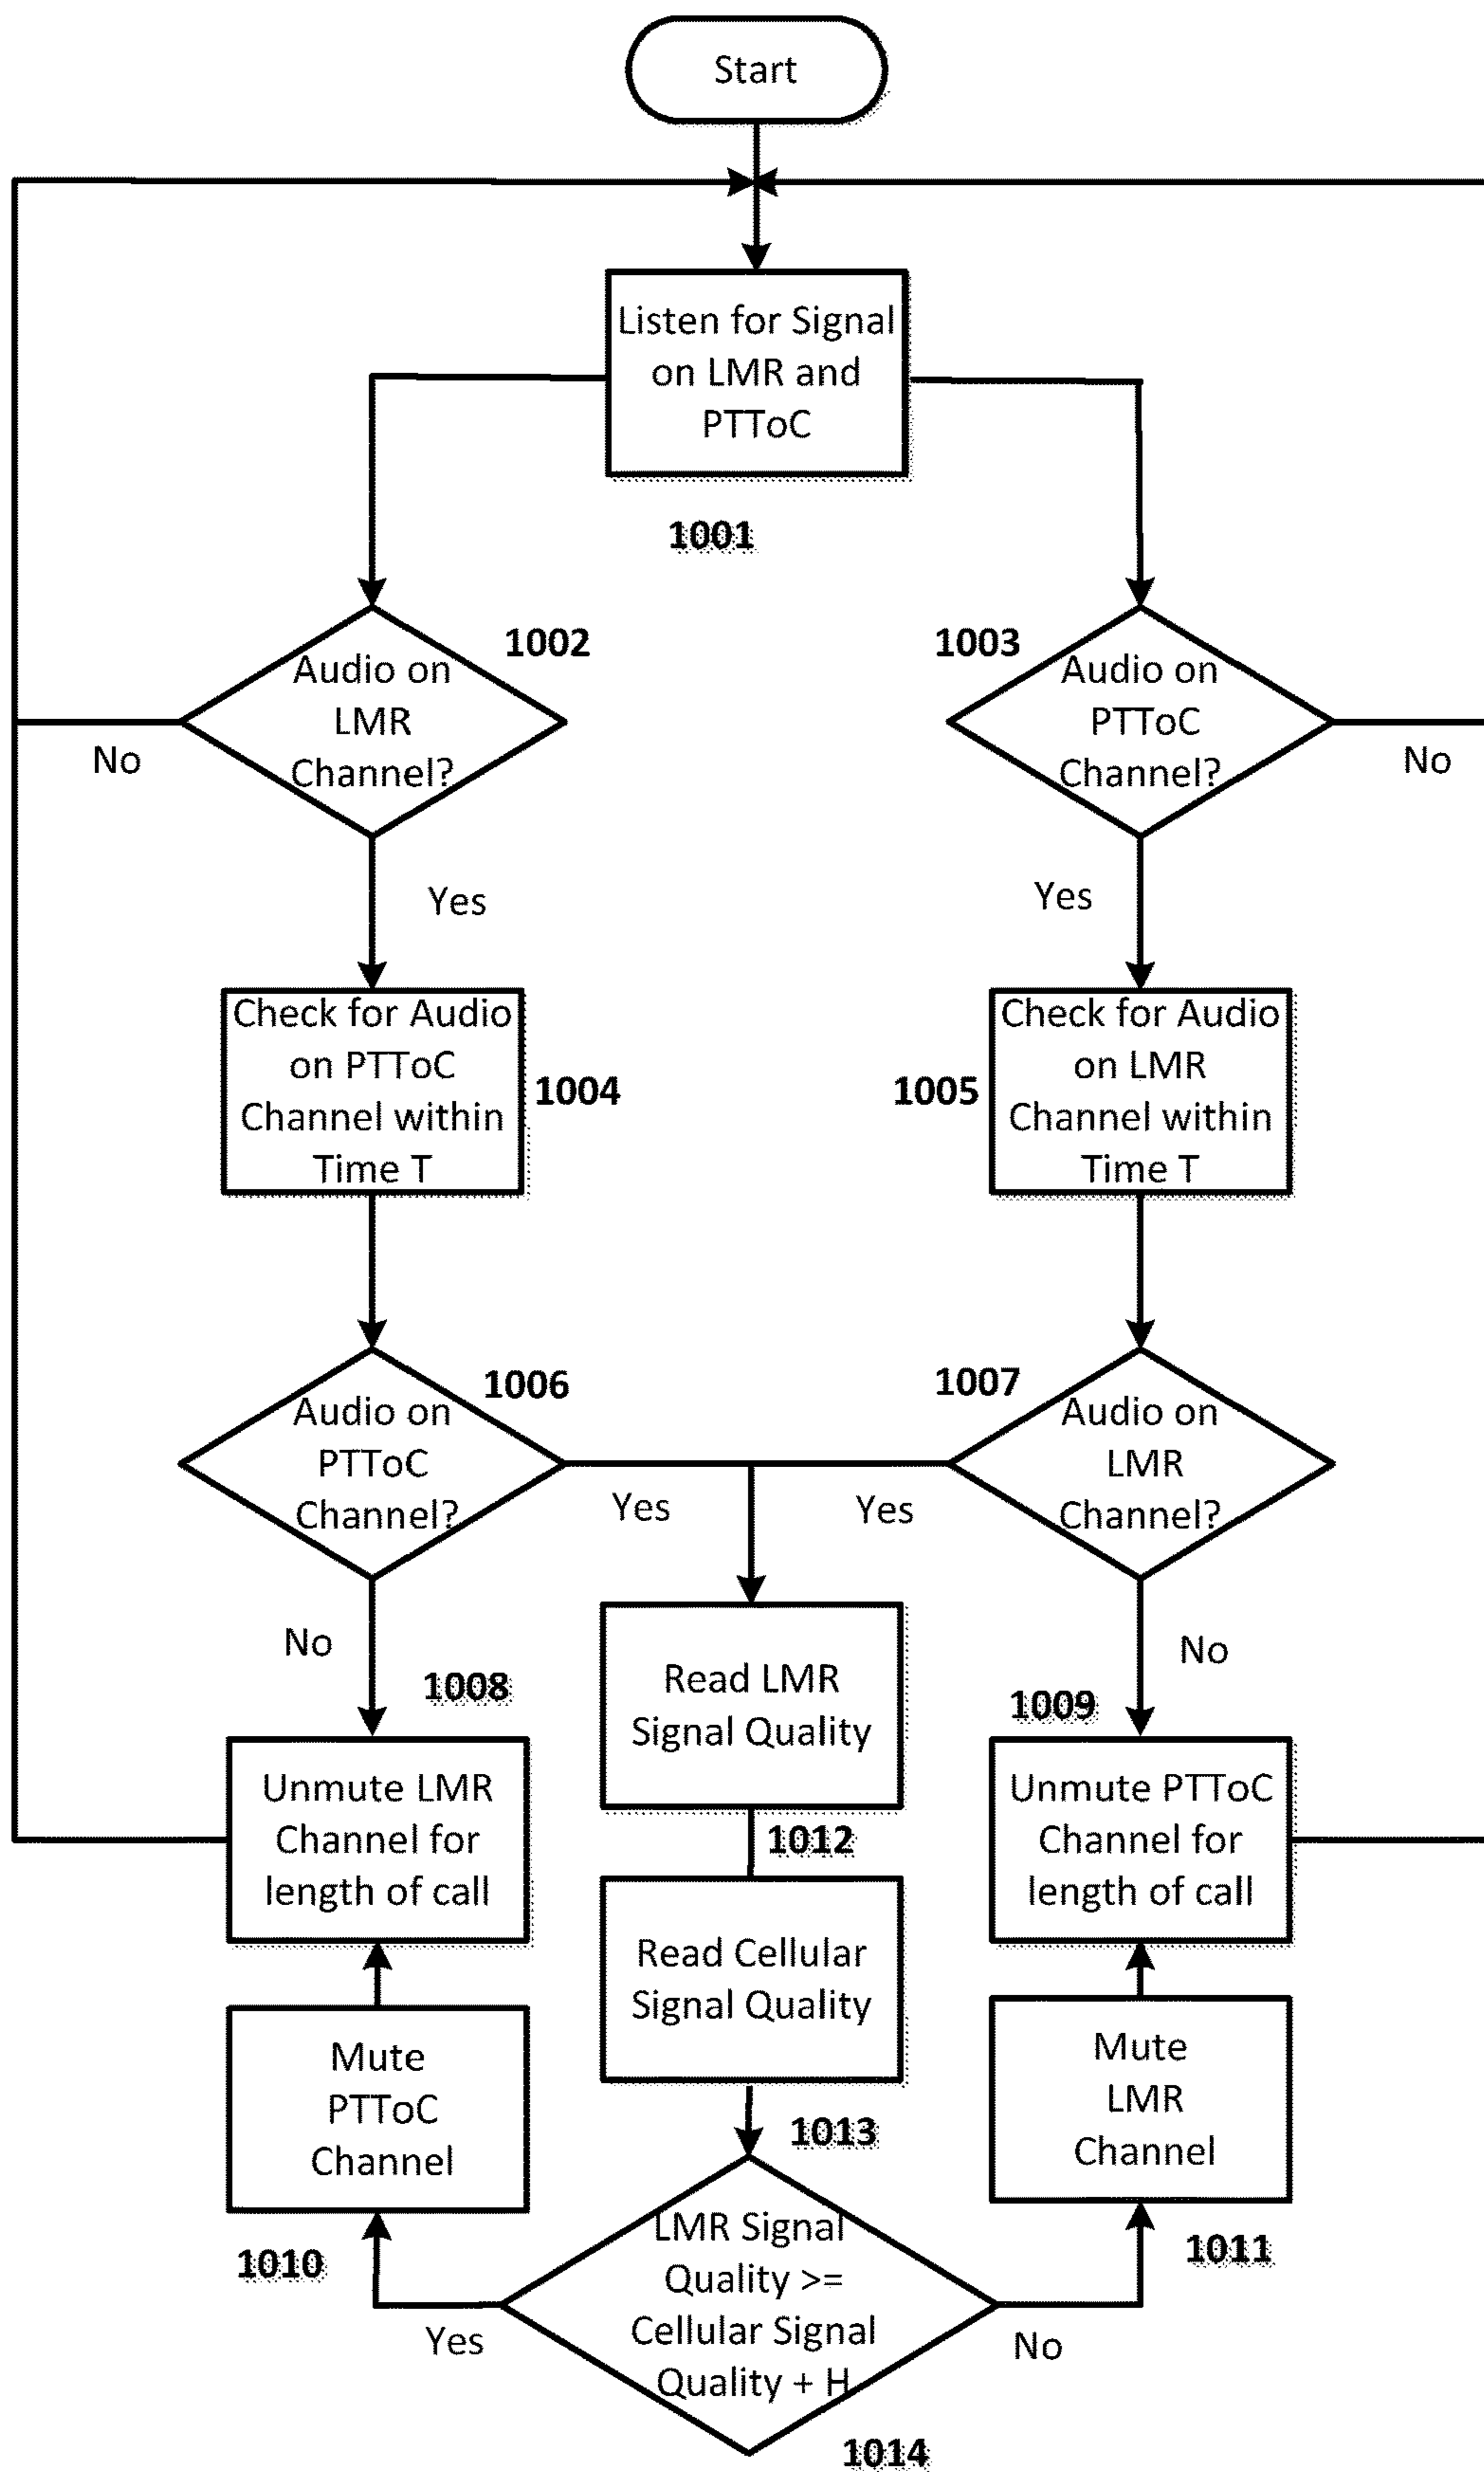 Start
Listen for Signal
on LMR and
PTToC
1001
1002
Audio on
LMR
Channel?
No
1003
Audio on
PTToC
Channel?
No
Yes
Yes
Check for Audio
on PTToC
Channel within
Time T
1004
Check for Audio
on LMR
Channel within
Time T
1005
1006
Audio on
PTToC
Channel?
1007
Audio on
LMR
Channel?
Yes
Yes
No
No
1008
Unmute LMR
Channel for
length of call
Read LMR
Signal Quality
1012
1009
Unmute PTToC
Channel for
length of call
Read Cellular
Signal Quality
1013
Mute
PTToC
Channel
1010
Mute
LMR
Channel
1011
LMR Signal
Quality >=
Cellular Signal
Quality + H
Yes
No
1014